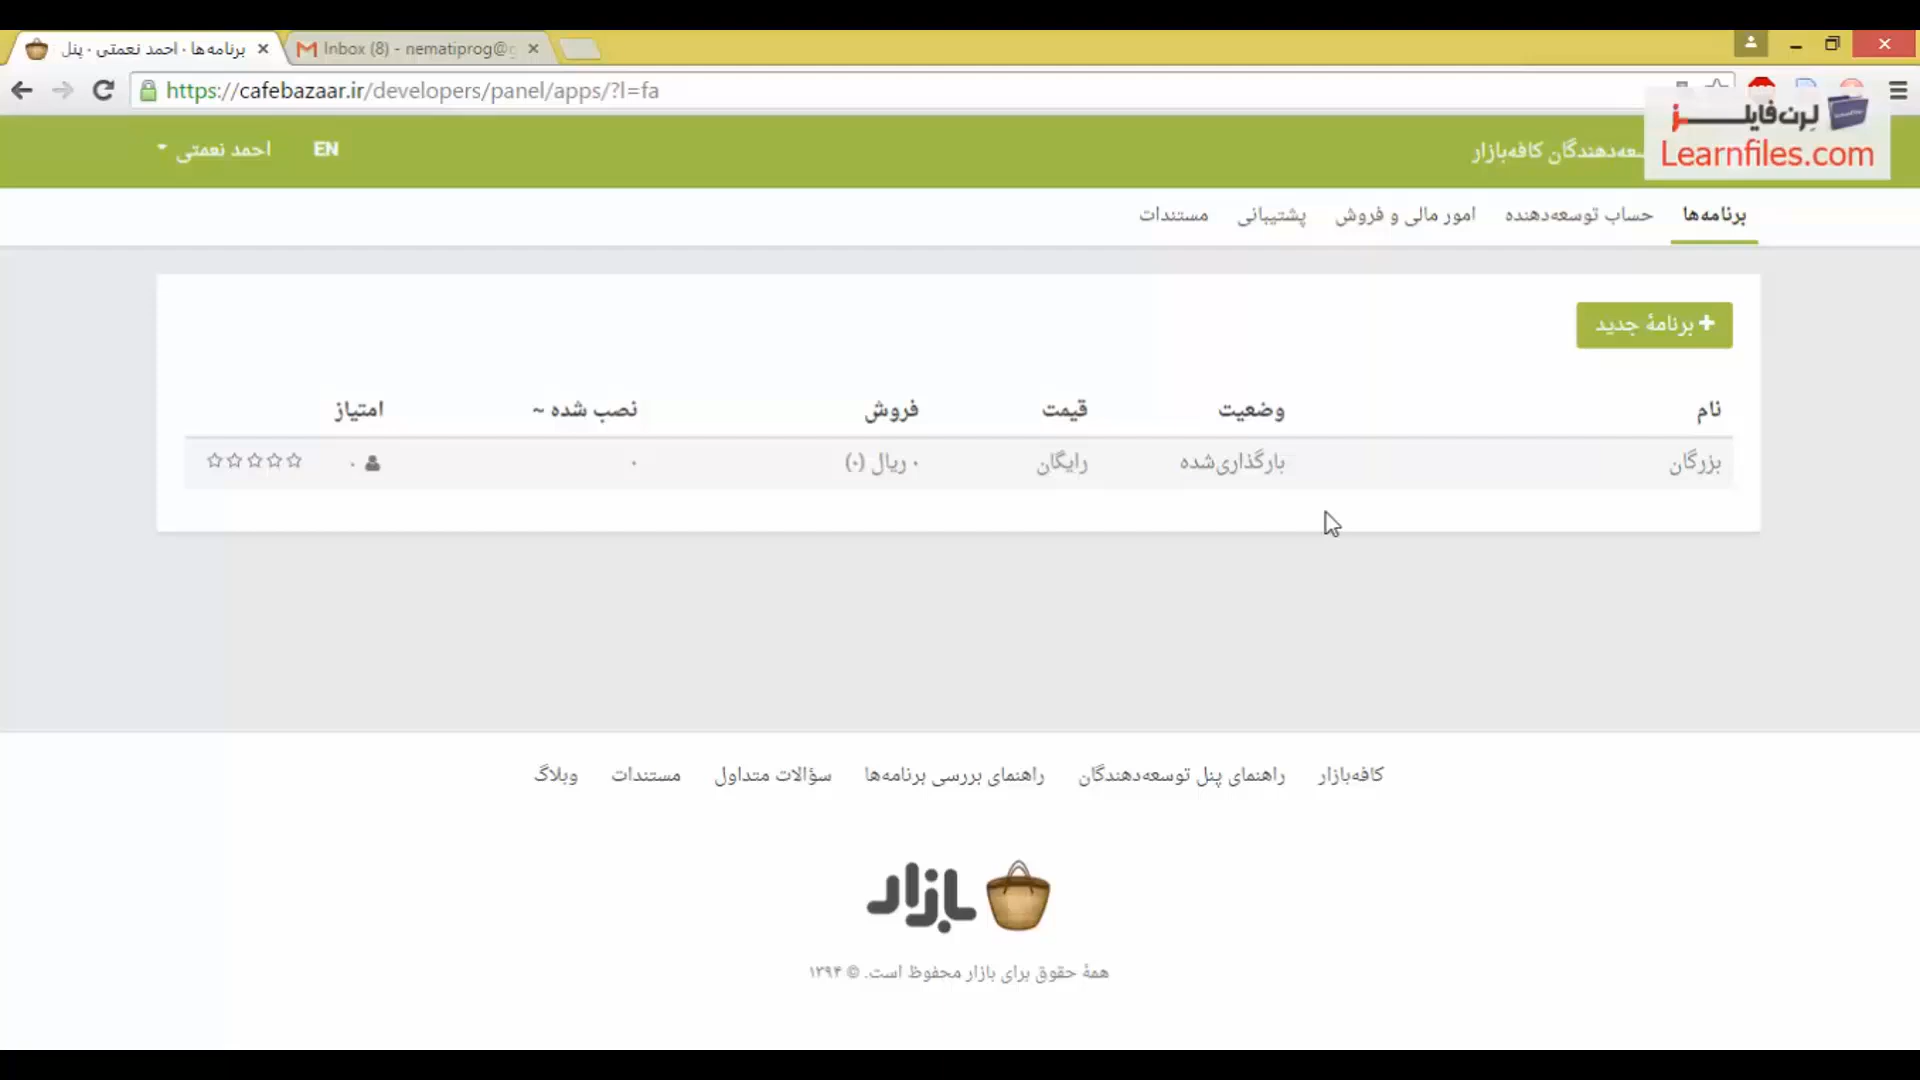 برنامه‌ها · احمد نعمتی · پنل
Inbox (8) - nematiprog@g
https://cafebazaar.ir/developers/panel/apps/?l=fa
لرن‌فایلز
Learnfiles.com
کافه‌بازار
EN
احمد نعمتی
برنامه‌ها
حساب توسعه‌دهنده
امور مالی و فروش
پشتیبانی
مستندات
+ برنامهٔ جدید
نام وضعیت قیمت فروش نصب شده ~ امتیاز
بزرگان بارگذاری‌شده رایگان ۰ ریال (۰) ۰ ۰
کافه‌بازار راهنمای پنل توسعه‌دهندگان راهنمای بررسی برنامه‌ها سؤالات متداول مستندات وبلاگ
بازار
همهٔ حقوق برای بازار محفوظ است. © ۱۳۹۴